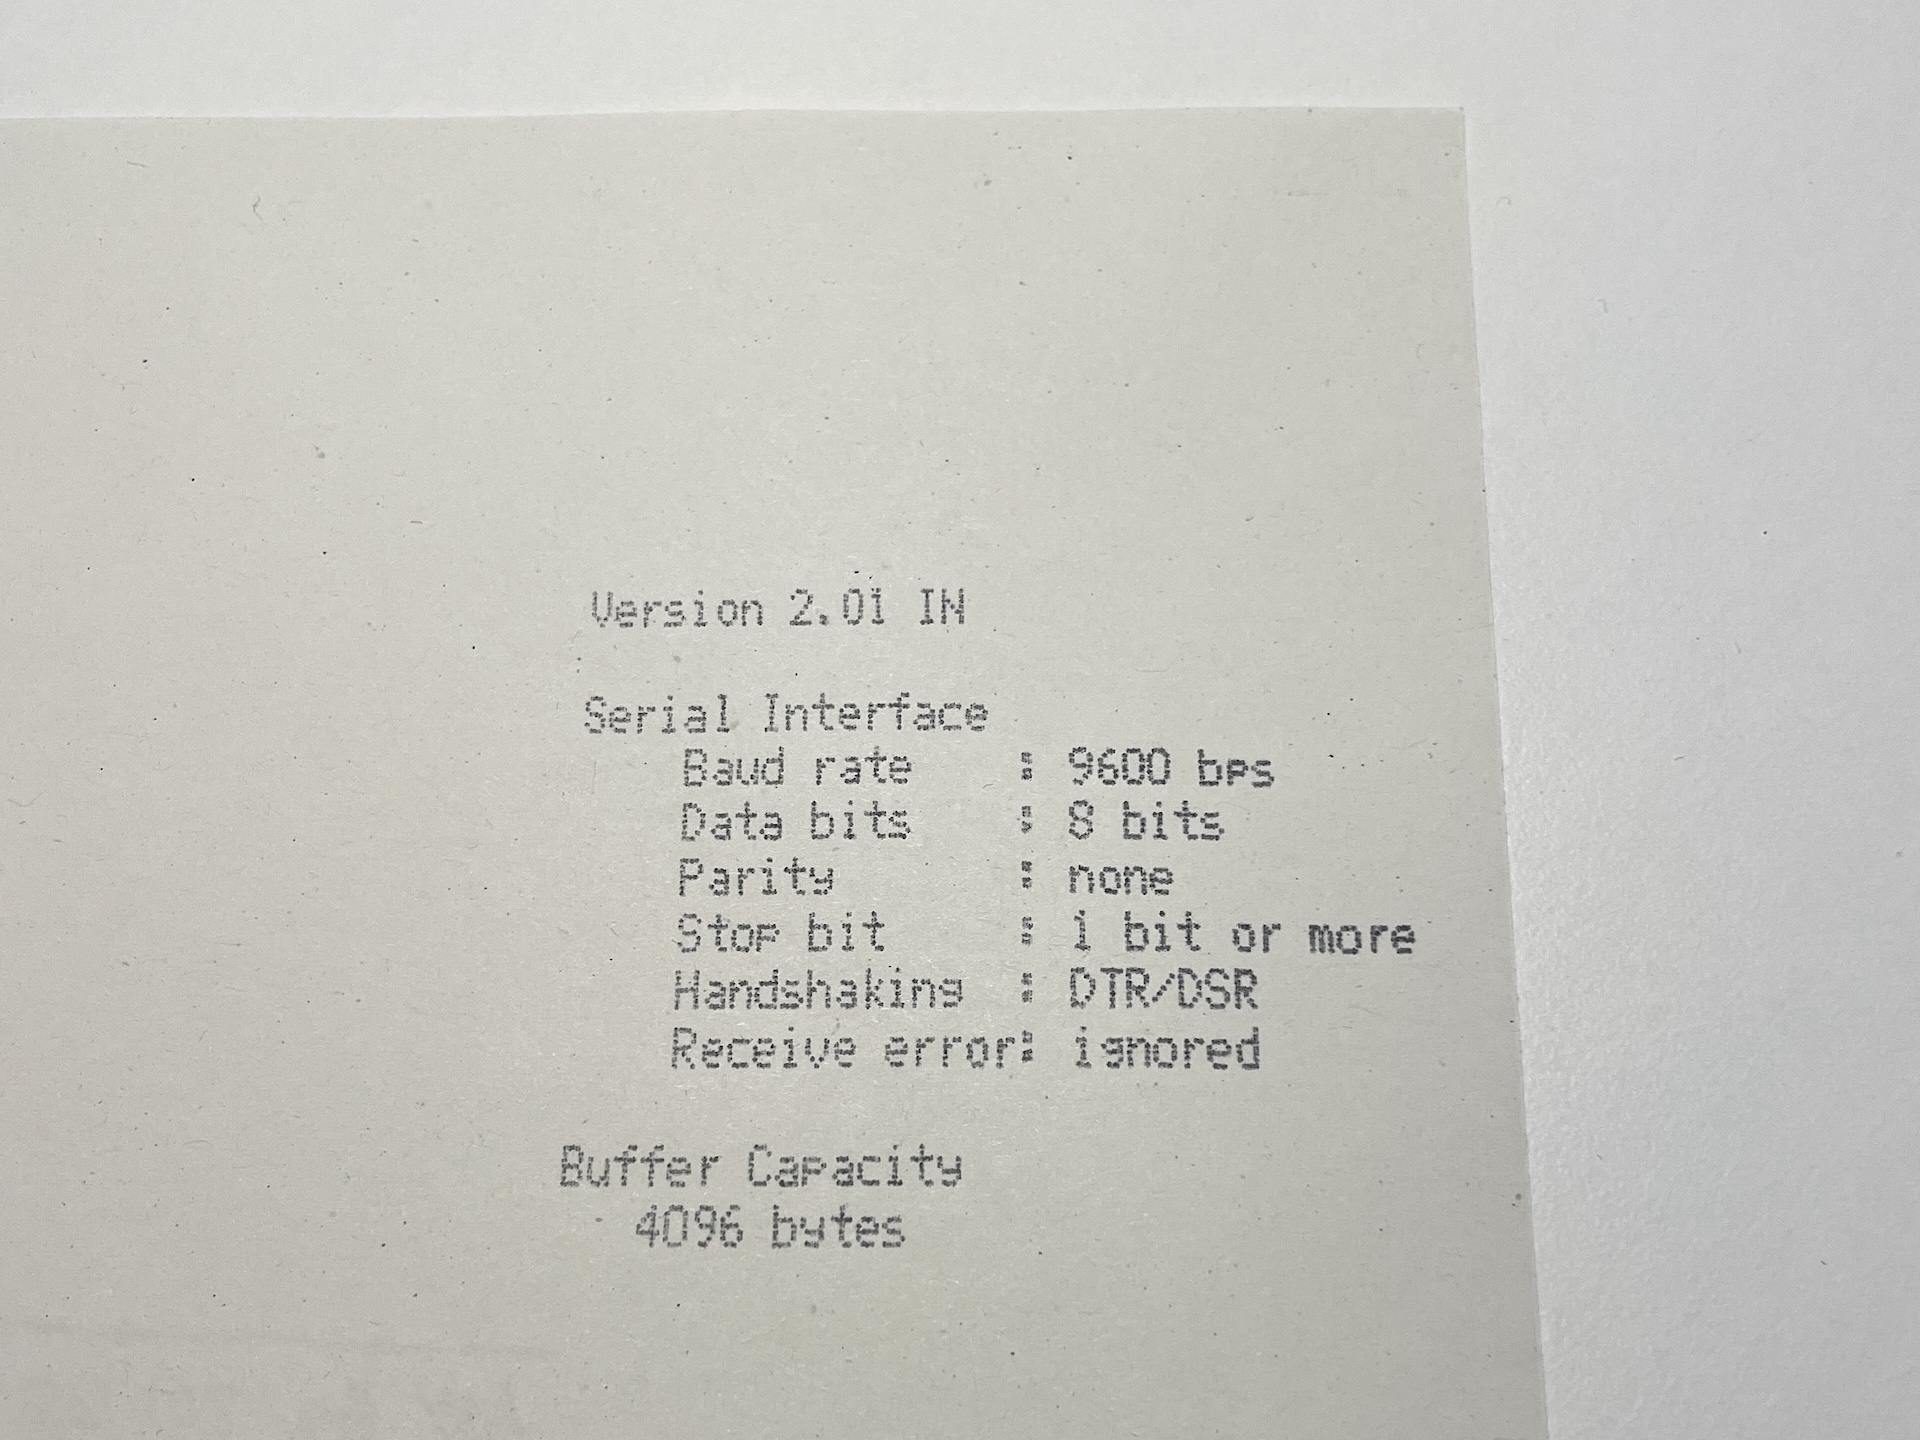 Version 2.01 IN
Serial Interface
Baud rate : 9600 bps
Data bits : 8 bits
Parity : none
Stop bit : 1 bit or more
Handshaking : DTR/DSR
Receive error: ignored
Buffer Capacity
4096 bytes